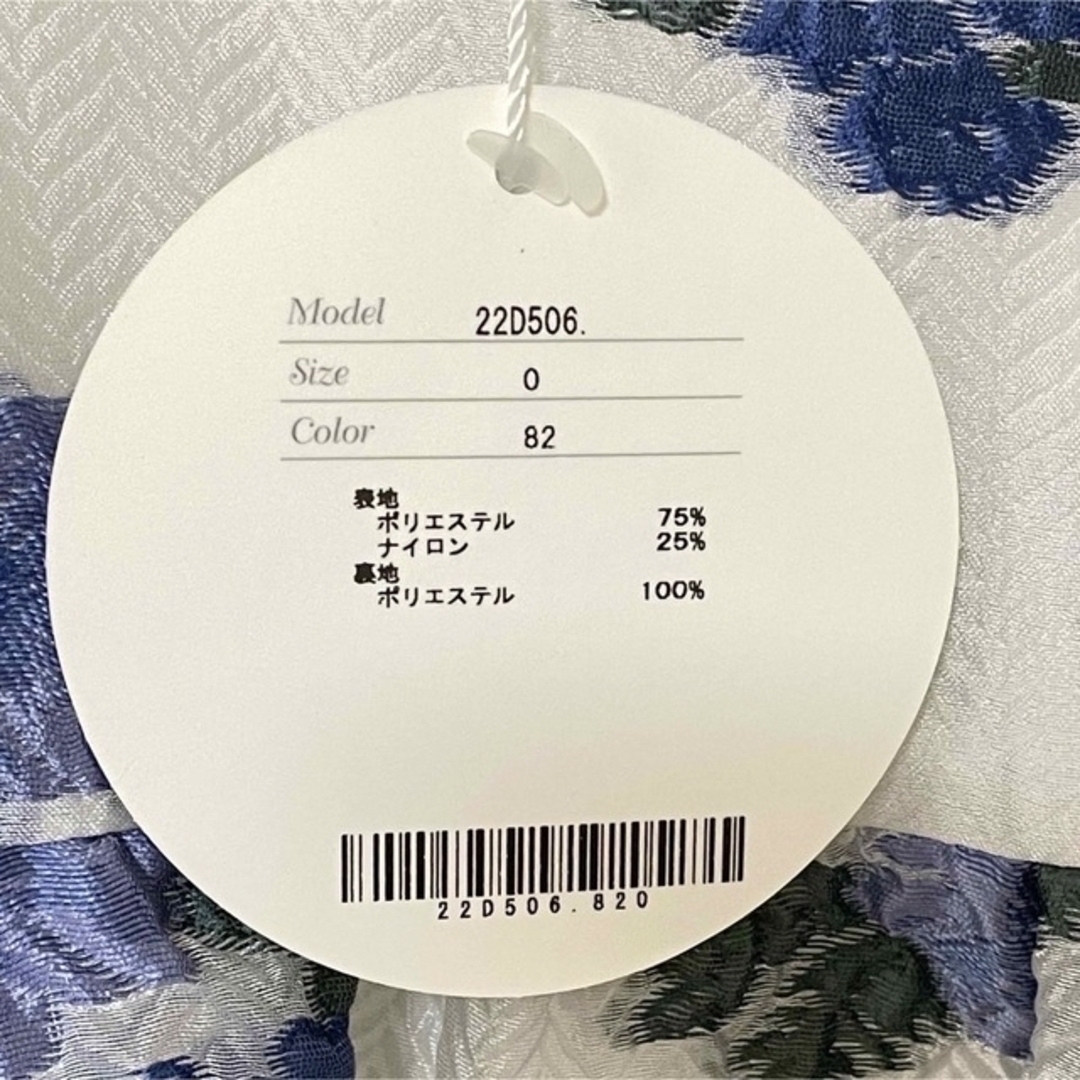 Model 22D506.
Size 0
Color 82
表地
ポリエステル 75%
ナイロン 25%
裏地
ポリエステル 100%
22D506.820